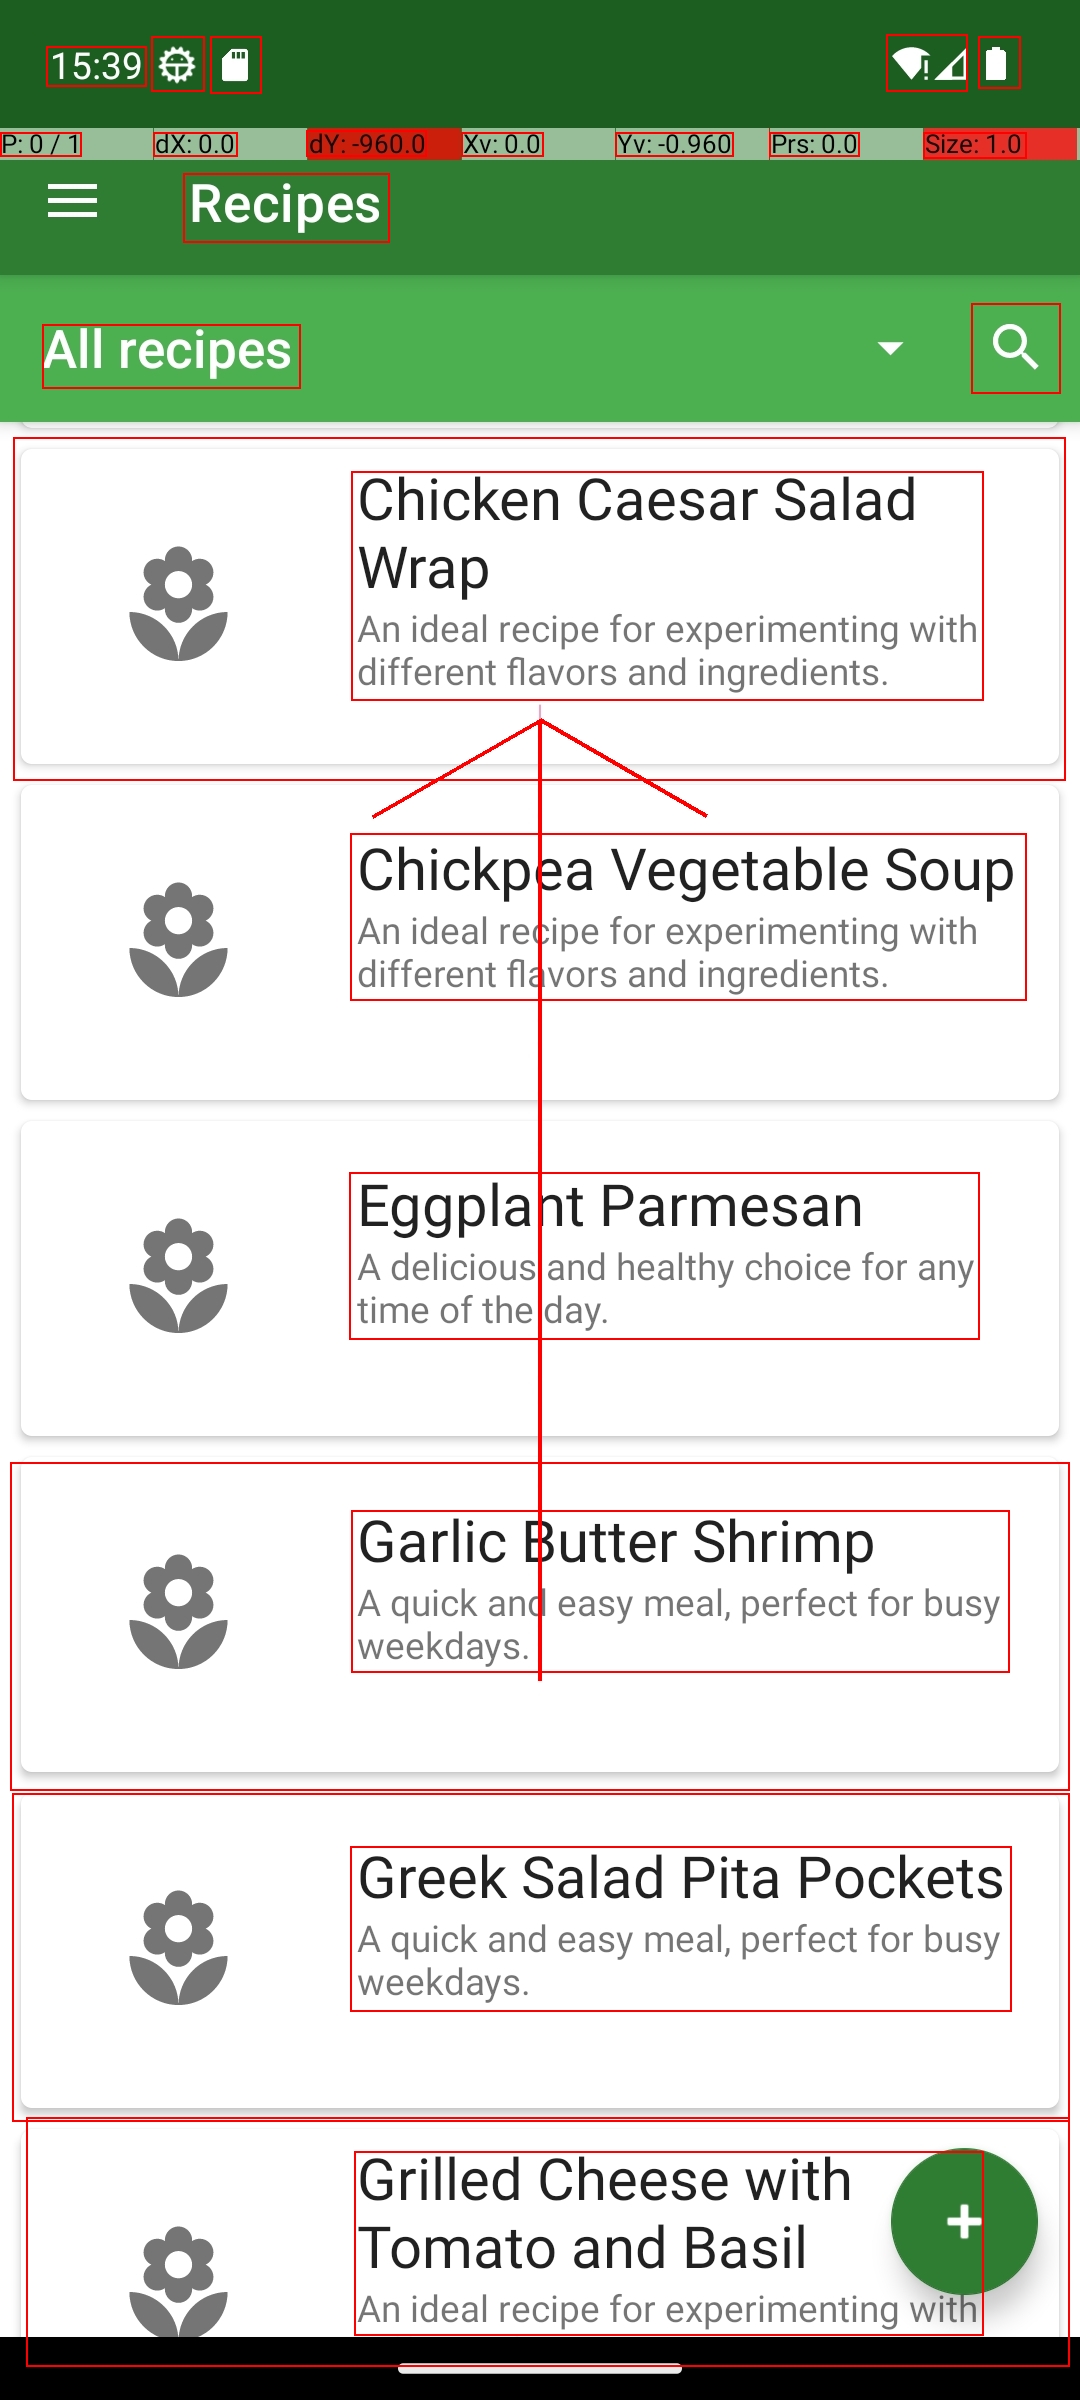 15:39
P: 0 / 1 dX: 0.0 dY: -960.0 Xv: 0.0 Yv: -0.960 Prs: 0.0 Size: 1.0
Recipes
All recipes
Chicken Caesar Salad
Wrap
An ideal recipe for experimenting with
different flavors and ingredients.
Chickpea Vegetable Soup
An ideal recipe for experimenting with
different flavors and ingredients.
Eggplant Parmesan
A delicious and healthy choice for any
time of the day.
Garlic Butter Shrimp
A quick and easy meal, perfect for busy
weekdays.
Greek Salad Pita Pockets
A quick and easy meal, perfect for busy
weekdays.
Grilled Cheese with
Tomato and Basil
An ideal recipe for experimenting with